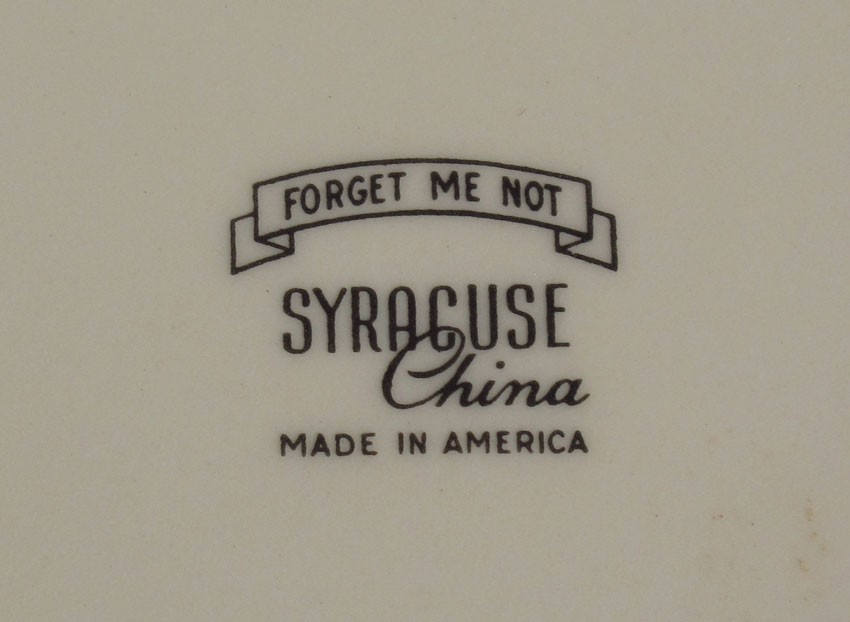 FORGET ME NOT
SYRACUSE
China
MADE IN AMERICA